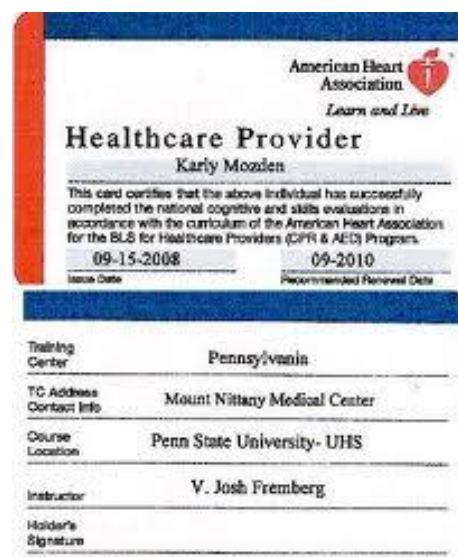 American Heart
Association
Learn and Live
Healthcare Provider
Karly Mozden
This card certifies that the above individual has successfully
completed the national cognitive and skills evaluations in
accordance with the curriculum of the American Heart Association
for the BLS for Healthcare Providers (CPR & AED) Program.
09-15-2008 09-2010
Issue Date Recommended Renewal Date
Training
Center Pennsylvania
TC Address
Contact Info Mount Nittany Medical Center
Course
Location Penn State University- UHS
Instructor V. Josh Fremberg
Holder's
Signature